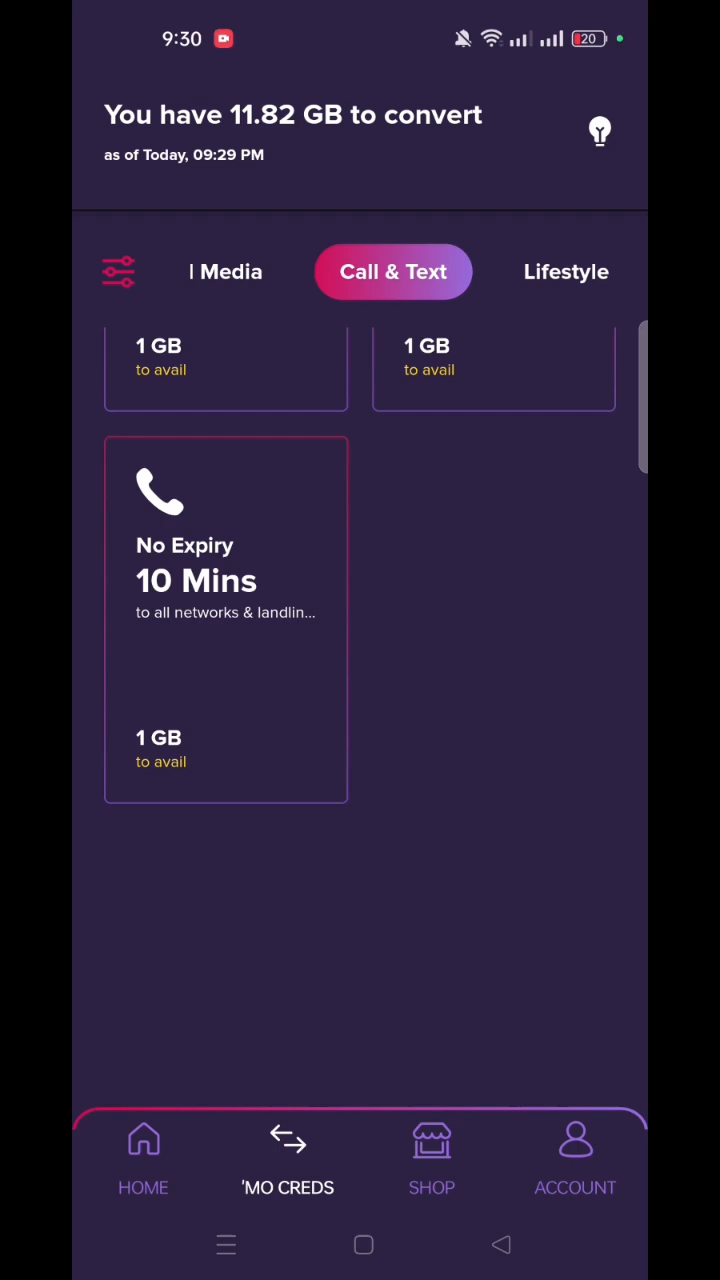 9:30
20
You have 11.82 GB to convert
as of Today, 09:29 PM
l Media
Call & Text
Lifestyle
1 GB
to avail
1 GB
to avail
No Expiry
10 Mins
to all networks & landlin...
1 GB
to avail
HOME
'MO CREDS
SHOP
ACCOUNT